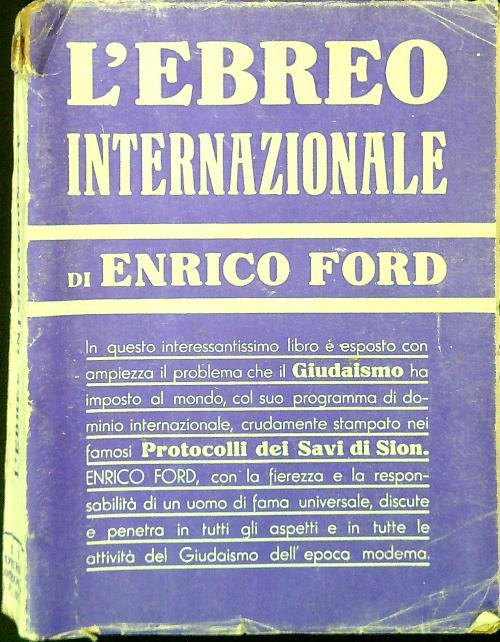 L'EBREO
INTERNAZIONALE
DI ENRICO FORD
In questo interessantissimo libro è esposto con
ampiezza il problema che il Giudaismo ha
imposto al mondo, col suo programma di do-
minio internazionale, crudamente stampato nei
famosi Protocolli dei Savi di Sion.
ENRICO FORD, con la fierezza e la respon-
sabilità di un uomo di fama universale, discute
e penetra in tutti gli aspetti e in tutte le
attività del Giudaismo dell'epoca moderna.
L'EBREO INTERNAZIONALE